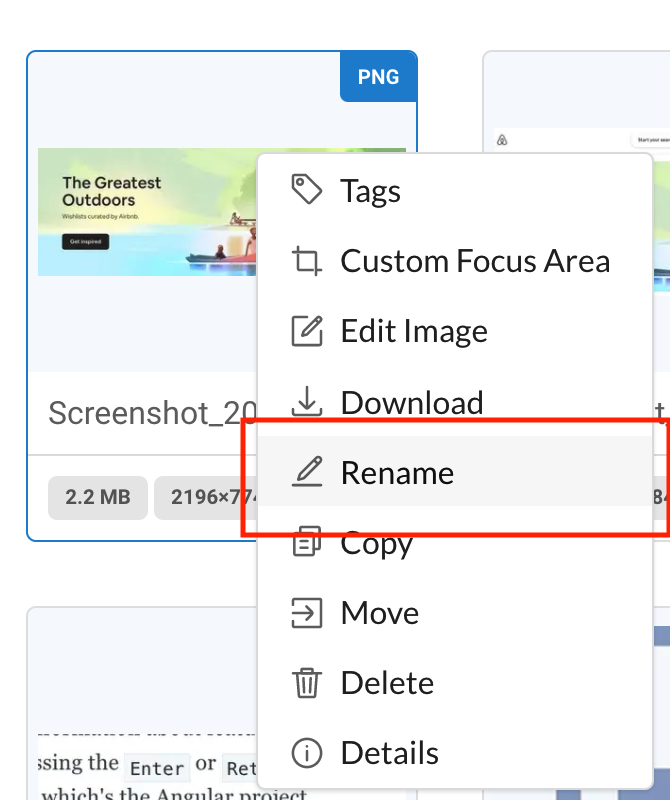 PNG
The Greatest
Outdoors
Wishlists curated by Airbnb.
Get inspired
Start your sear
Screenshot_20
2.2 MB
2196×774
Tags
Custom Focus Area
Edit Image
Download
Rename
Copy
Move
Delete
Details
ssing the Enter or Ret
which's the Angular project